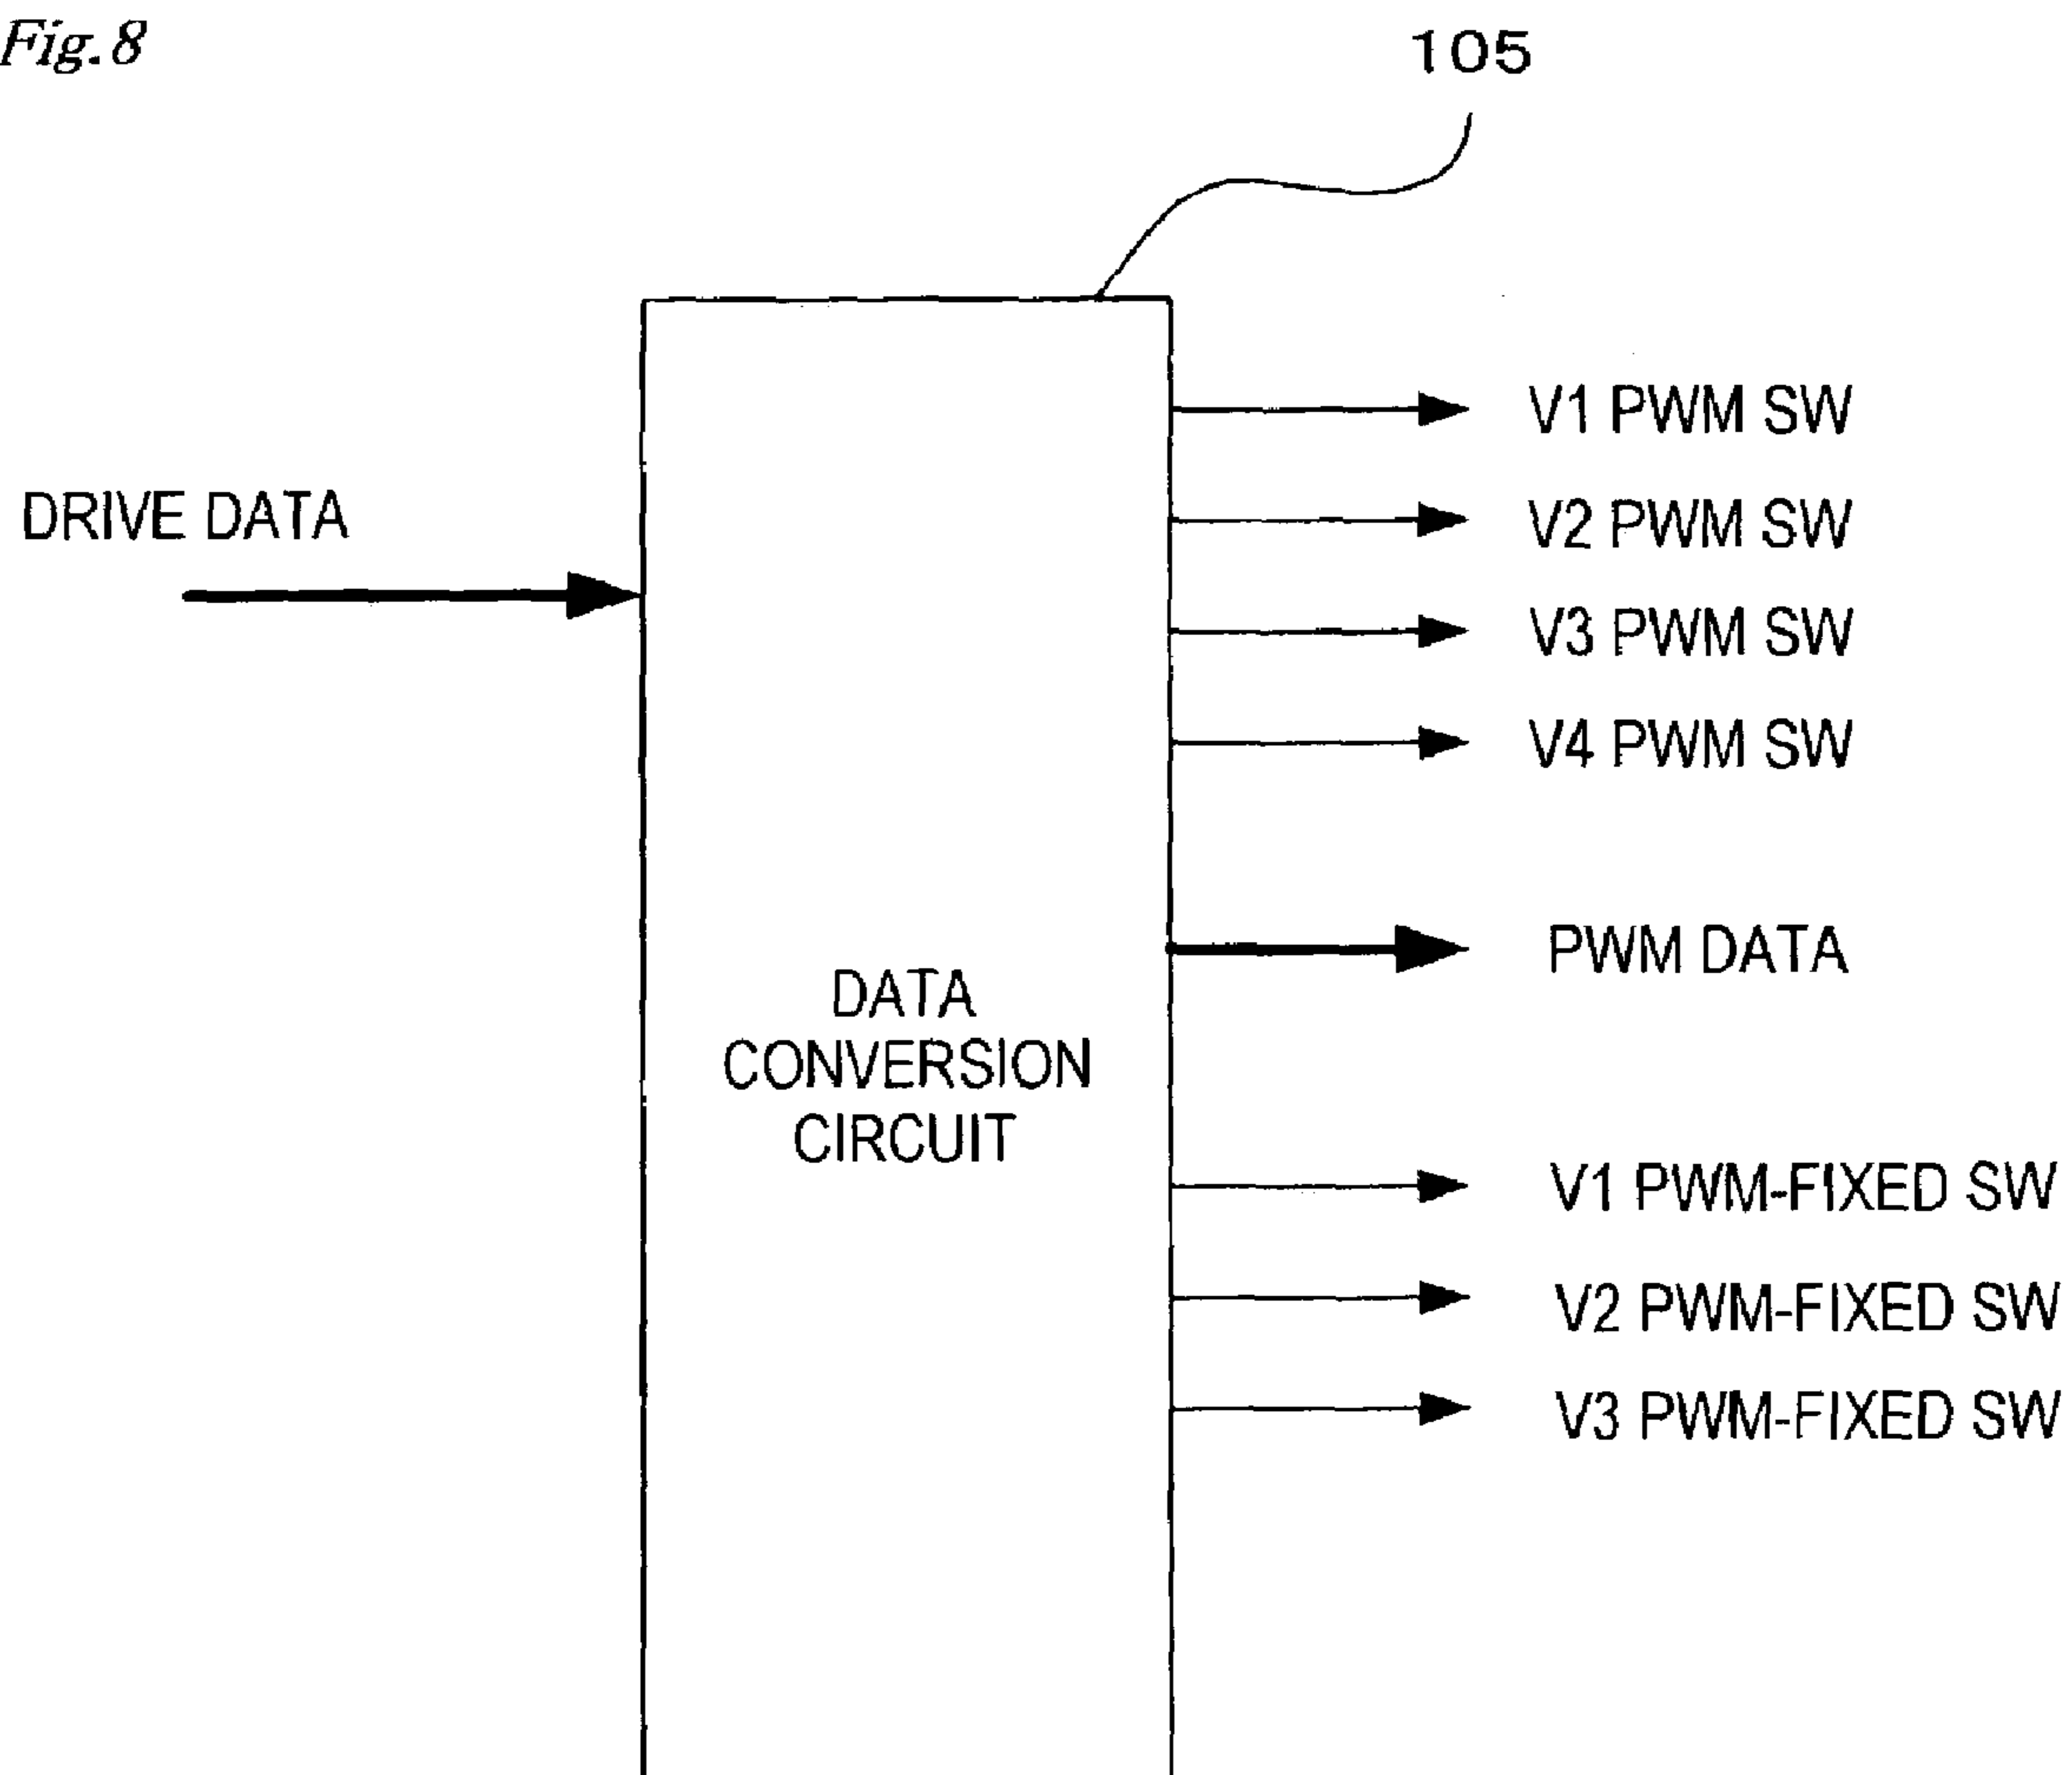 Fig. 8
105
V1 PWM SW
DRIVE DATA
V2 PWM SW
V3 PWM SW
V4 PWM SW
PWM DATA
DATA
CONVERSION
CIRCUIT
V1 PWM-FIXED SW
V2 PWM-FIXED SW
V3 PWM-FIXED SW